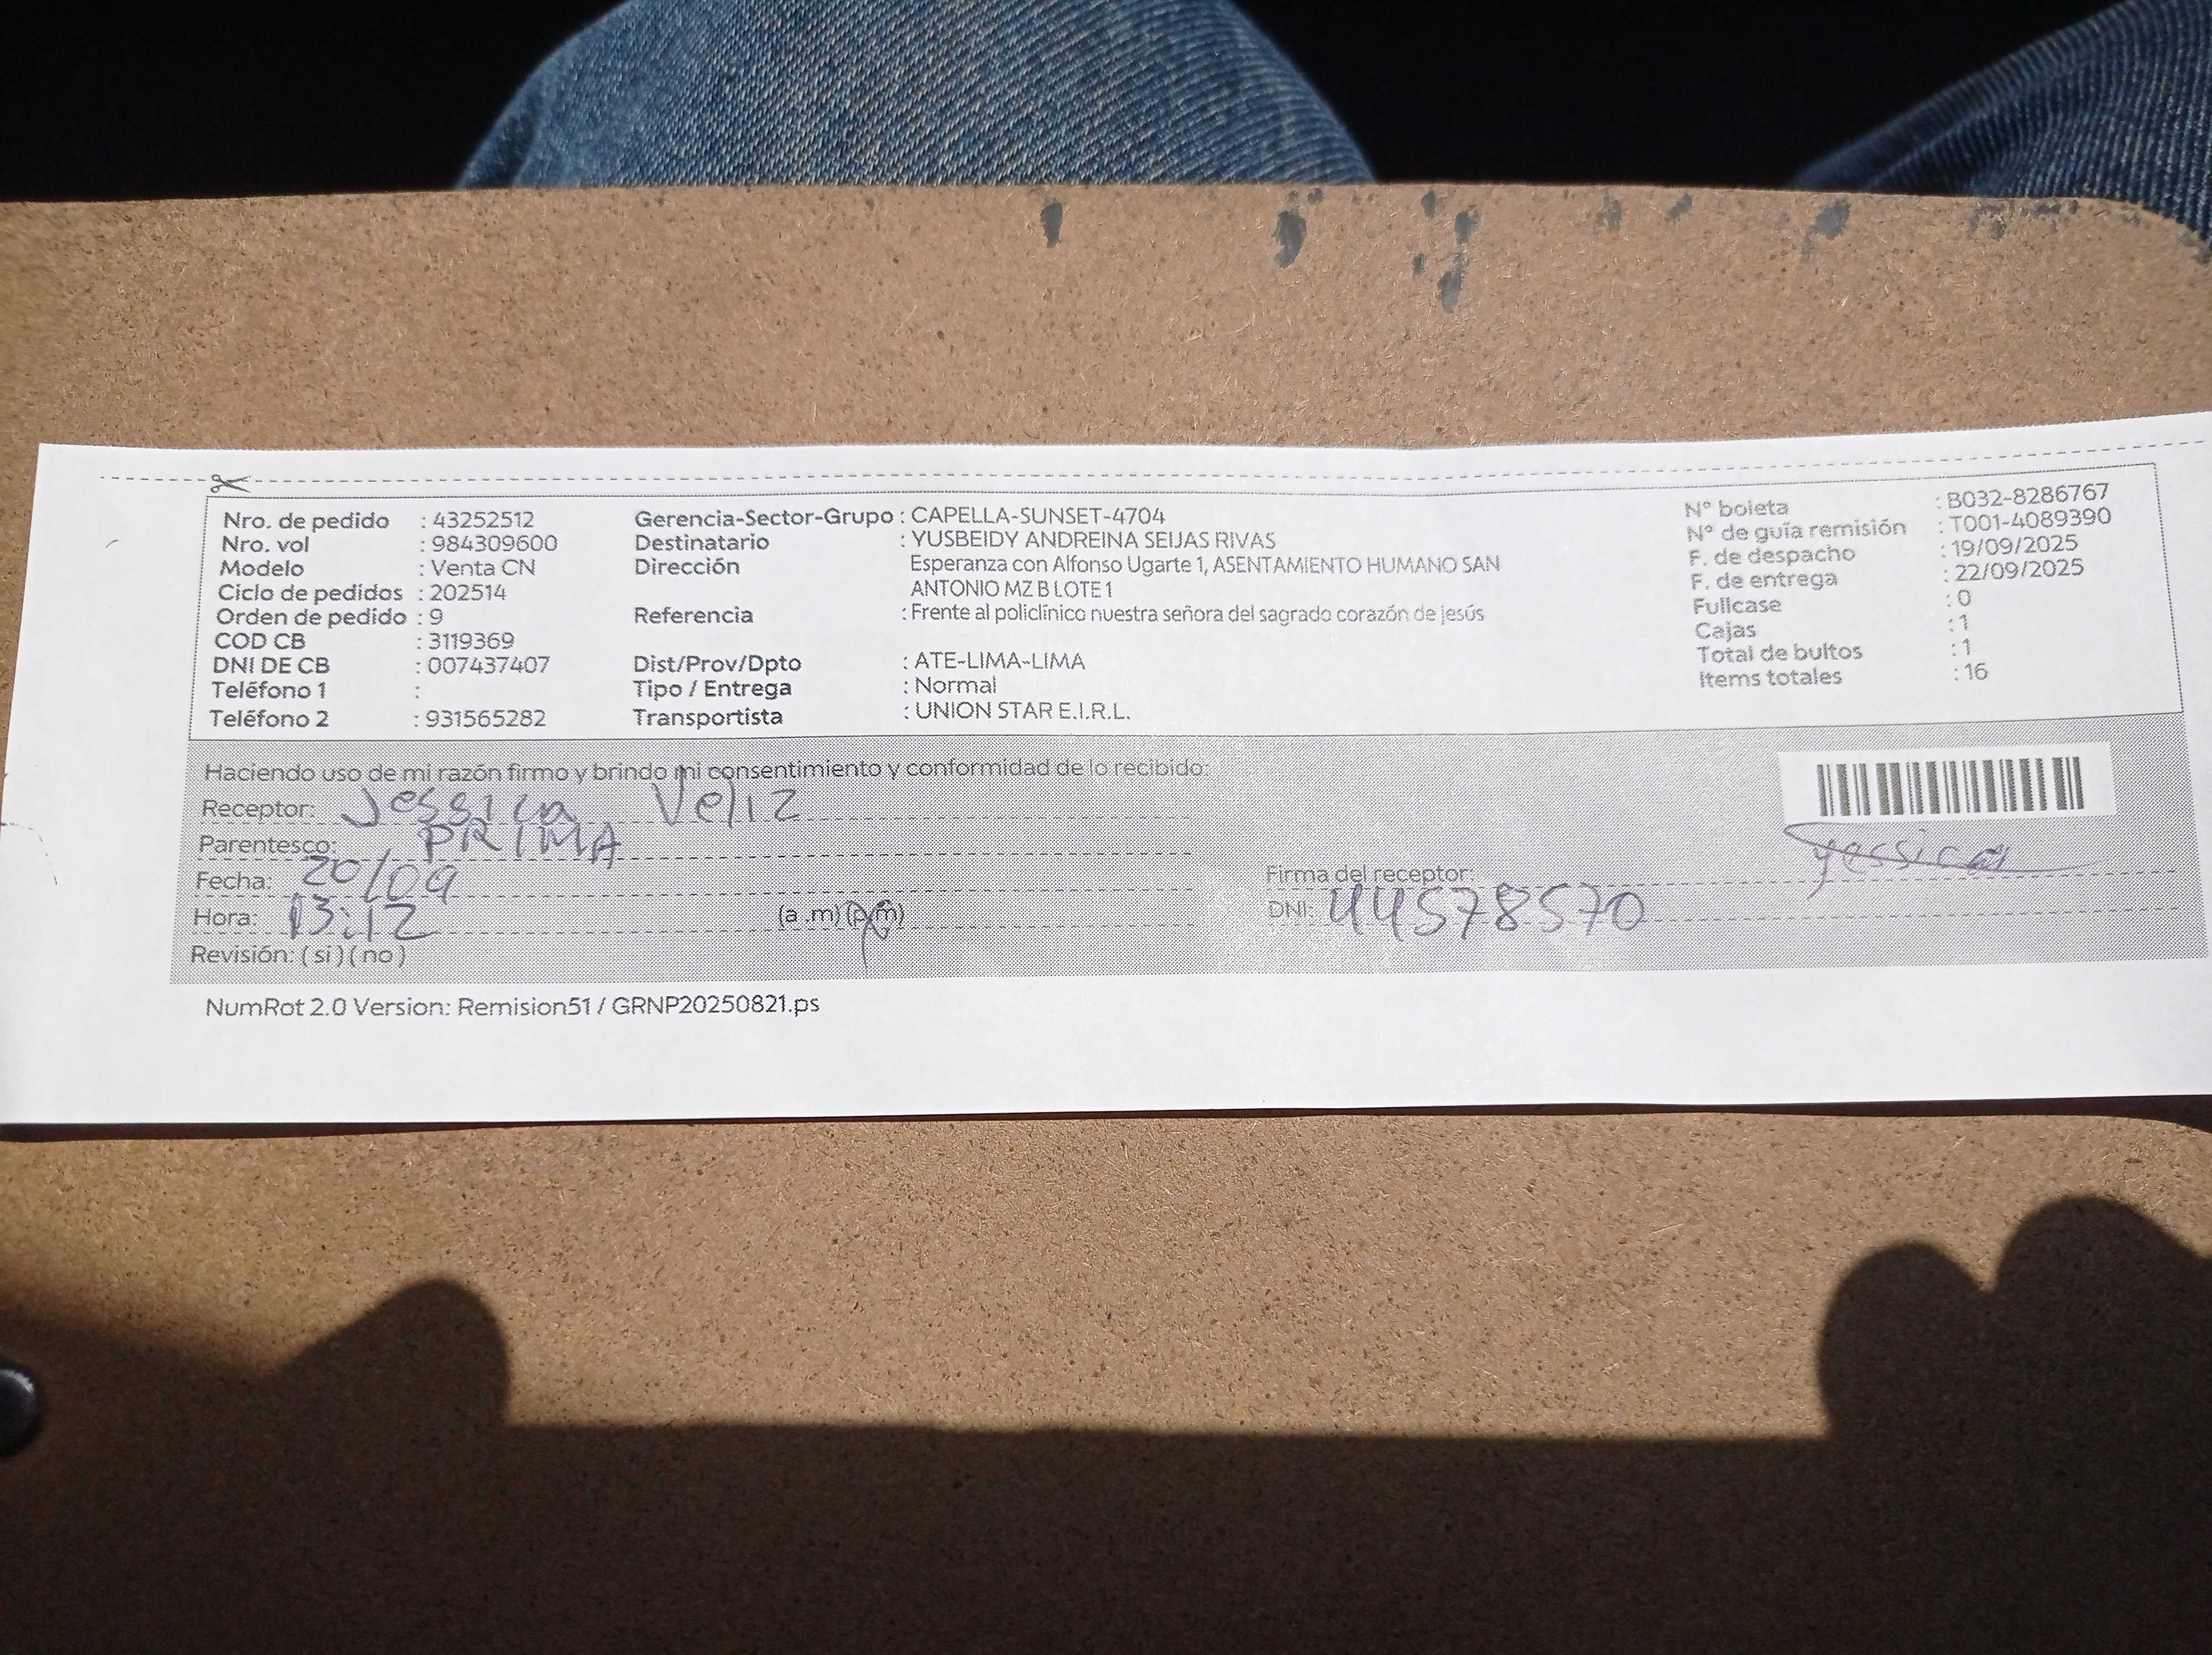 Nro. de pedido : 43252512
Nro. vol : 984309600
Modelo : Venta CN
Ciclo de pedidos : 202514
Orden de pedido : 9
COD CB : 3119369
DNI DE CB : 007437407
Teléfono 1 :
Teléfono 2 : 931565282
Gerencia-Sector-Grupo : CAPELLA-SUNSET-4704
Destinatario : YUSBEIDY ANDREINA SEIJAS RIVAS
Dirección Esperanza con Alfonso Ugarte 1, ASENTAMIENTO HUMANO SAN
ANTONIO MZ B LOTE 1
Referencia : Frente al policlínico nuestra señora del sagrado corazón de jesús
Dist/Prov/Dpto : ATE-LIMA-LIMA
Tipo / Entrega : Normal
Transportista : UNION STAR E.I.R.L.
N° boleta : B032-8286767
N° de guía remisión : T001-4089390
F. de despacho : 19/09/2025
F. de entrega : 22/09/2025
Fullcase : 0
Cajas : 1
Total de bultos : 1
Items totales : 16
Haciendo uso de mi razón firmo y brindo mi consentimiento y conformidad de lo recibido:
Receptor: Jessica Veliz
Parentesco: PRIMA
Fecha: 20/09
Hora: 13:12 (a .m) (p.m)
Revisión: ( si ) ( no )
Firma del receptor: yessica
DNI: 44578570
NumRot 2.0 Version: Remision51 / GRNP20250821.ps